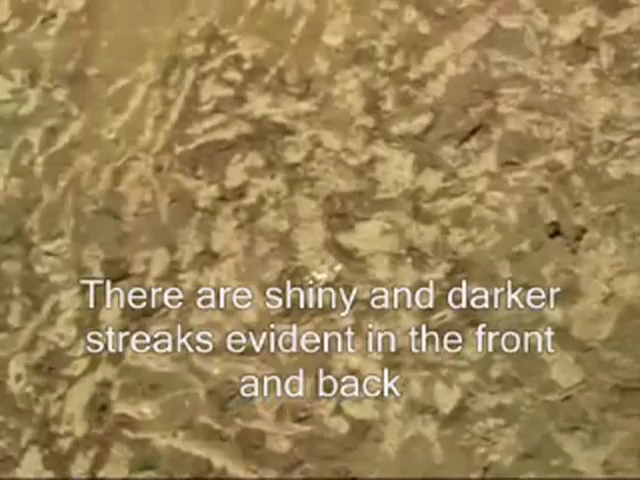 There are shiny and darker
streaks evident in the front
and back